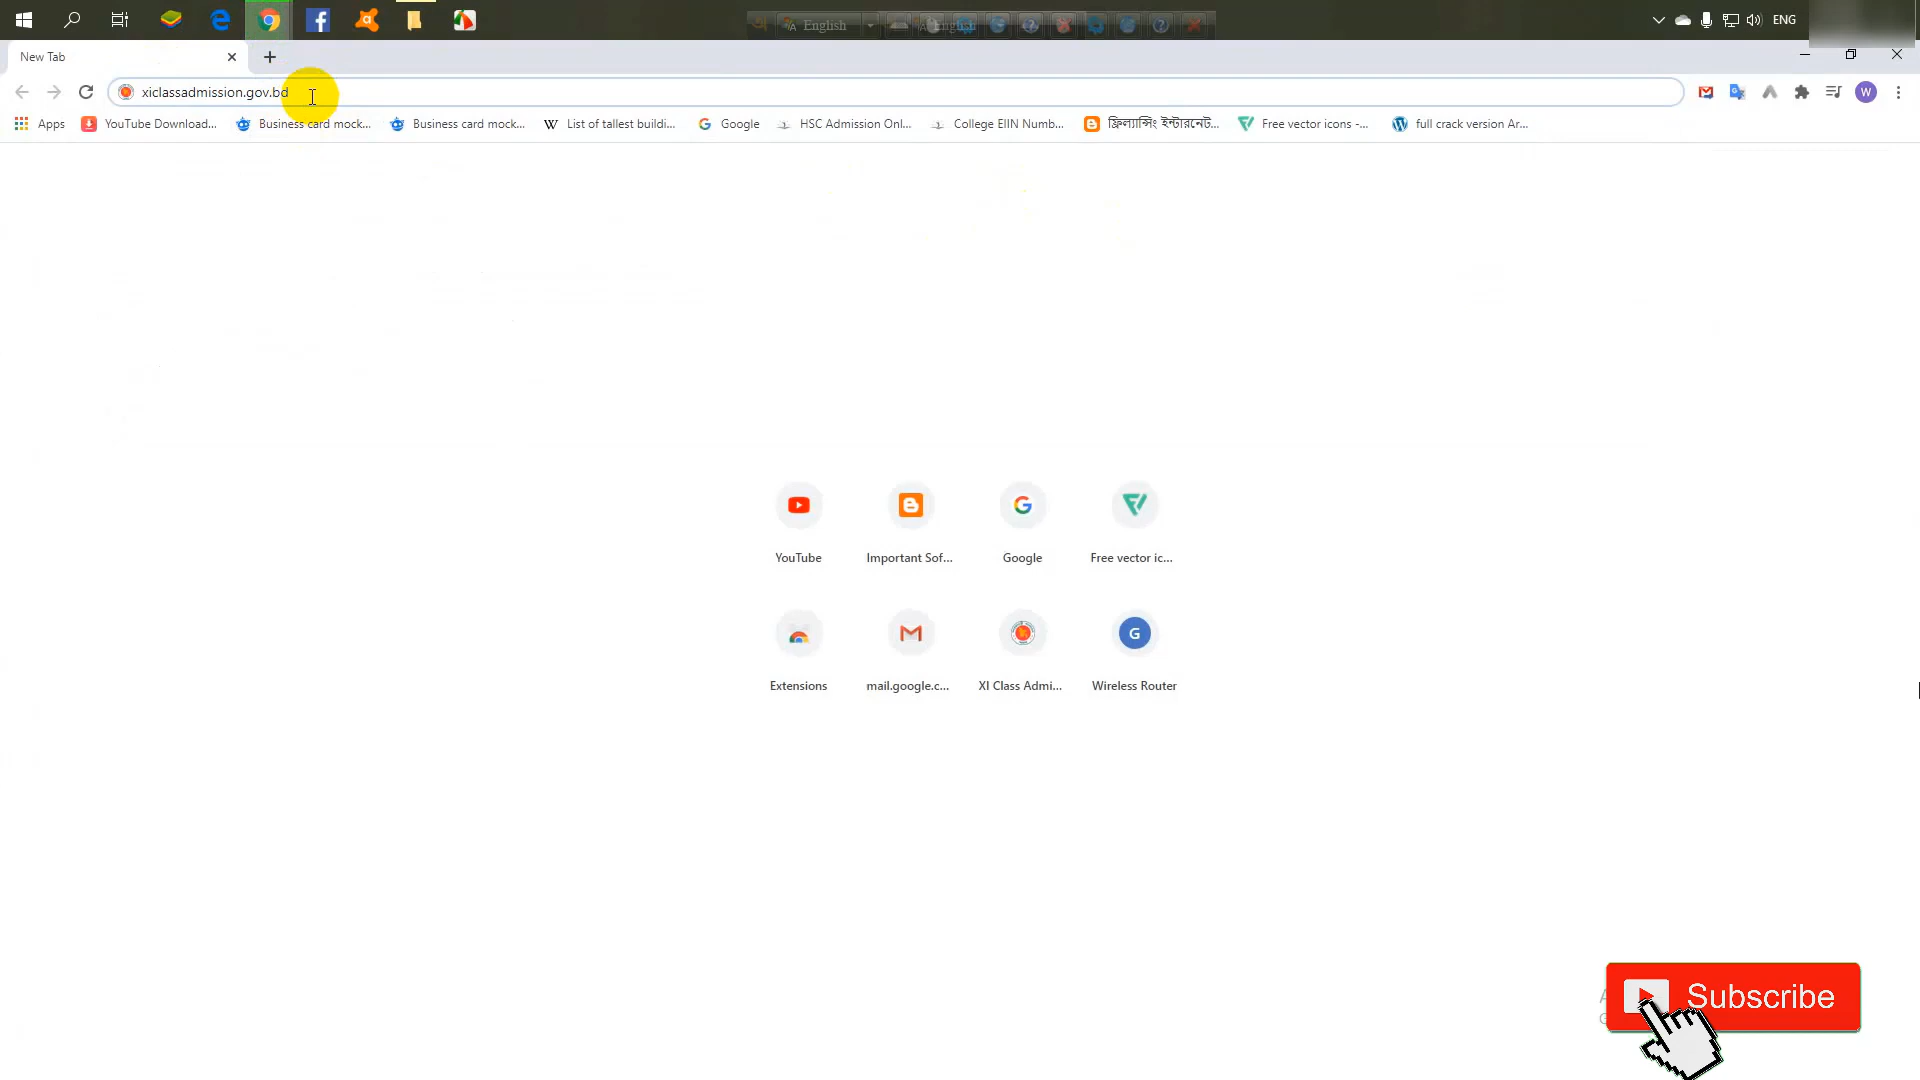 English
ENG
New Tab
xiclassadmission.gov.bd
Apps
YouTube Download...
Business card mock...
Business card mock...
List of tallest buildi...
Google
HSC Admission Onl...
College EIIN Numb...
ফ্রিল্যান্সিং ইন্টারনেট...
Free vector icons -...
full crack version Ar...
W
YouTube
Important Sof...
Google
Free vector ic...
Extensions
mail.google.c...
XI Class Admi...
G
Wireless Router
Subscribe